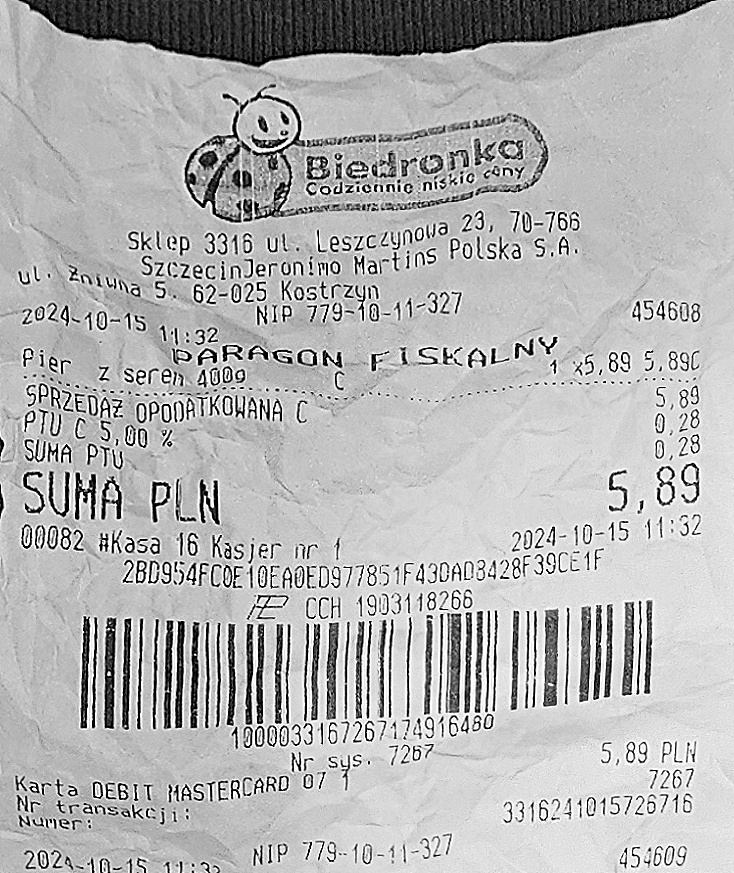 Biedronka
Codziennie niskie ceny
Sklep 3316 ul. Leszczynowa 23, 70-766
SzczecinJeronimo Martins Polska S.A.
ul. Żniwna 5. 62-025 Kostrzyn
NIP 779-10-11-327
2024-10-15 11:32 454608
PARAGON FISKALNY
Pier z serem 400g C 1 x5,89 5,89C
SPRZEDAŻ OPODATKOWANA C 5,89
PTU C 5,00 % 0,28
SUMA PTU 0,28
SUMA PLN 5,89
00082 #Kasa 16 Kasjer nr 1 2024-10-15 11:32
2BD954FC0E10EA0ED977851F43DAD8428F39CE1F
CCH 1903118266
1000033167267174916480
Nr sys. 7267
Karta DEBIT MASTERCARD 07 1 5,89 PLN
Nr transakcji: 7267
Numer: 3316241015726716
NIP 779-10-11-327
2024-10-15 11:32 454609